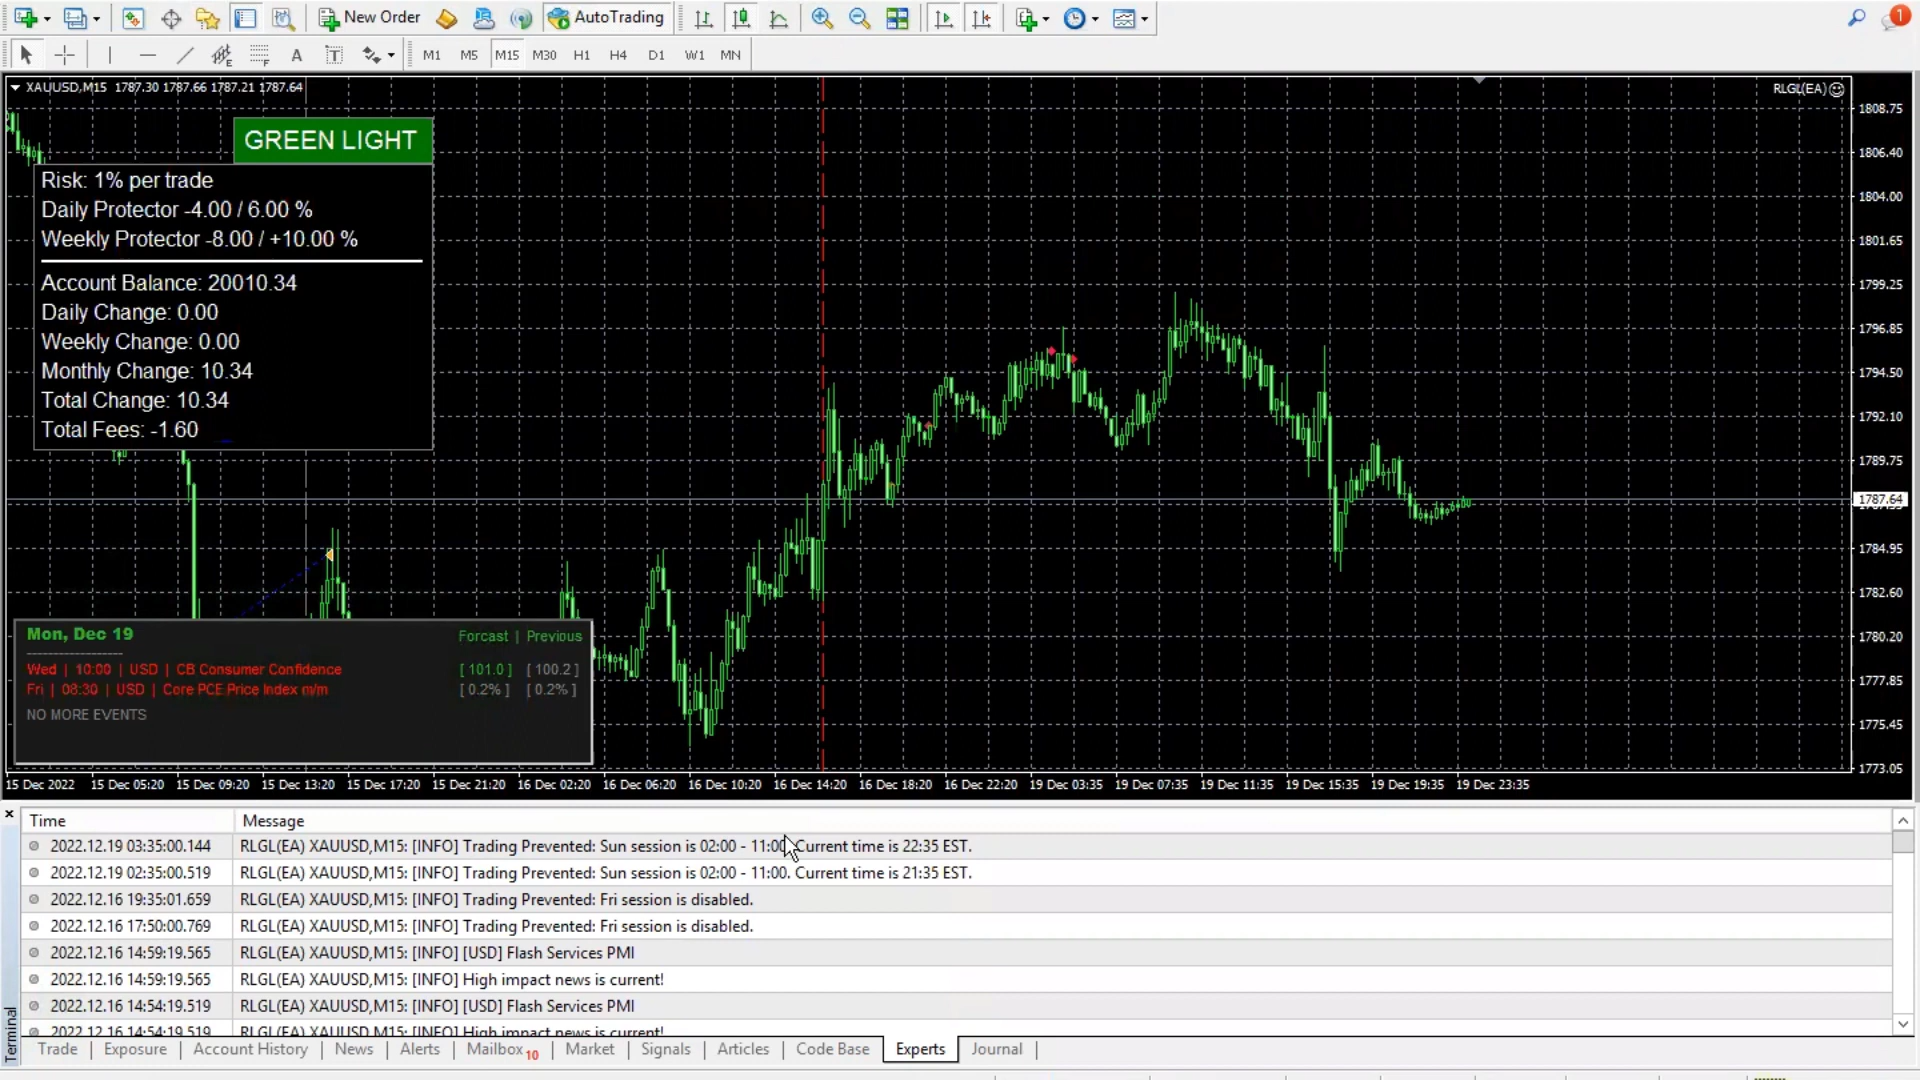 New Order
AutoTrading
1
A
T
M1 M5 M15 M30 H1 H4 D1 W1 MN
XAUUSD,M15 1787.30 1787.66 1787.21 1787.64
RLGL(EA)
GREEN LIGHT
Risk: 1% per trade
Daily Protector -4.00 / 6.00 %
Weekly Protector -8.00 / +10.00 %
Account Balance: 20010.34
Daily Change: 0.00
Weekly Change: 0.00
Monthly Change: 10.34
Total Change: 10.34
Total Fees: -1.60
1808.75
1806.40
1804.00
1801.65
1799.25
1796.85
1794.50
1792.10
1789.75
1787.64
1784.95
1782.60
1780.20
1777.85
1775.45
1773.05
Mon, Dec 19
Forcast | Previous
Wed | 10:00 | USD | CB Consumer Confidence [ 101.0 ] [ 100.2 ]
Fri | 08:30 | USD | Core PCE Price Index m/m [ 0.2% ] [ 0.2% ]
NO MORE EVENTS
15 Dec 2022 15 Dec 05:20 15 Dec 09:20 15 Dec 13:20 15 Dec 17:20 15 Dec 21:20 16 Dec 02:20 16 Dec 06:20 16 Dec 10:20 16 Dec 14:20 16 Dec 18:20 16 Dec 22:20 19 Dec 03:35 19 Dec 07:35 19 Dec 11:35 19 Dec 15:35 19 Dec 19:35 19 Dec 23:35
Time Message
2022.12.19 03:35:00.144 RLGL(EA) XAUUSD,M15: [INFO] Trading Prevented: Sun session is 02:00 - 11:00. Current time is 22:35 EST.
2022.12.19 02:35:00.519 RLGL(EA) XAUUSD,M15: [INFO] Trading Prevented: Sun session is 02:00 - 11:00. Current time is 21:35 EST.
2022.12.16 19:35:01.659 RLGL(EA) XAUUSD,M15: [INFO] Trading Prevented: Fri session is disabled.
2022.12.16 17:50:00.769 RLGL(EA) XAUUSD,M15: [INFO] Trading Prevented: Fri session is disabled.
2022.12.16 14:59:19.565 RLGL(EA) XAUUSD,M15: [INFO] [USD] Flash Services PMI
2022.12.16 14:59:19.565 RLGL(EA) XAUUSD,M15: [INFO] High impact news is current!
2022.12.16 14:54:19.519 RLGL(EA) XAUUSD,M15: [INFO] [USD] Flash Services PMI
2022.12.16 14:54:19.519 RLGL(EA) XAUUSD,M15: [INFO] High impact news is current!
Terminal
Trade | Exposure | Account History | News | Alerts | Mailbox 10 | Market | Signals | Articles | Code Base | Experts | Journal |